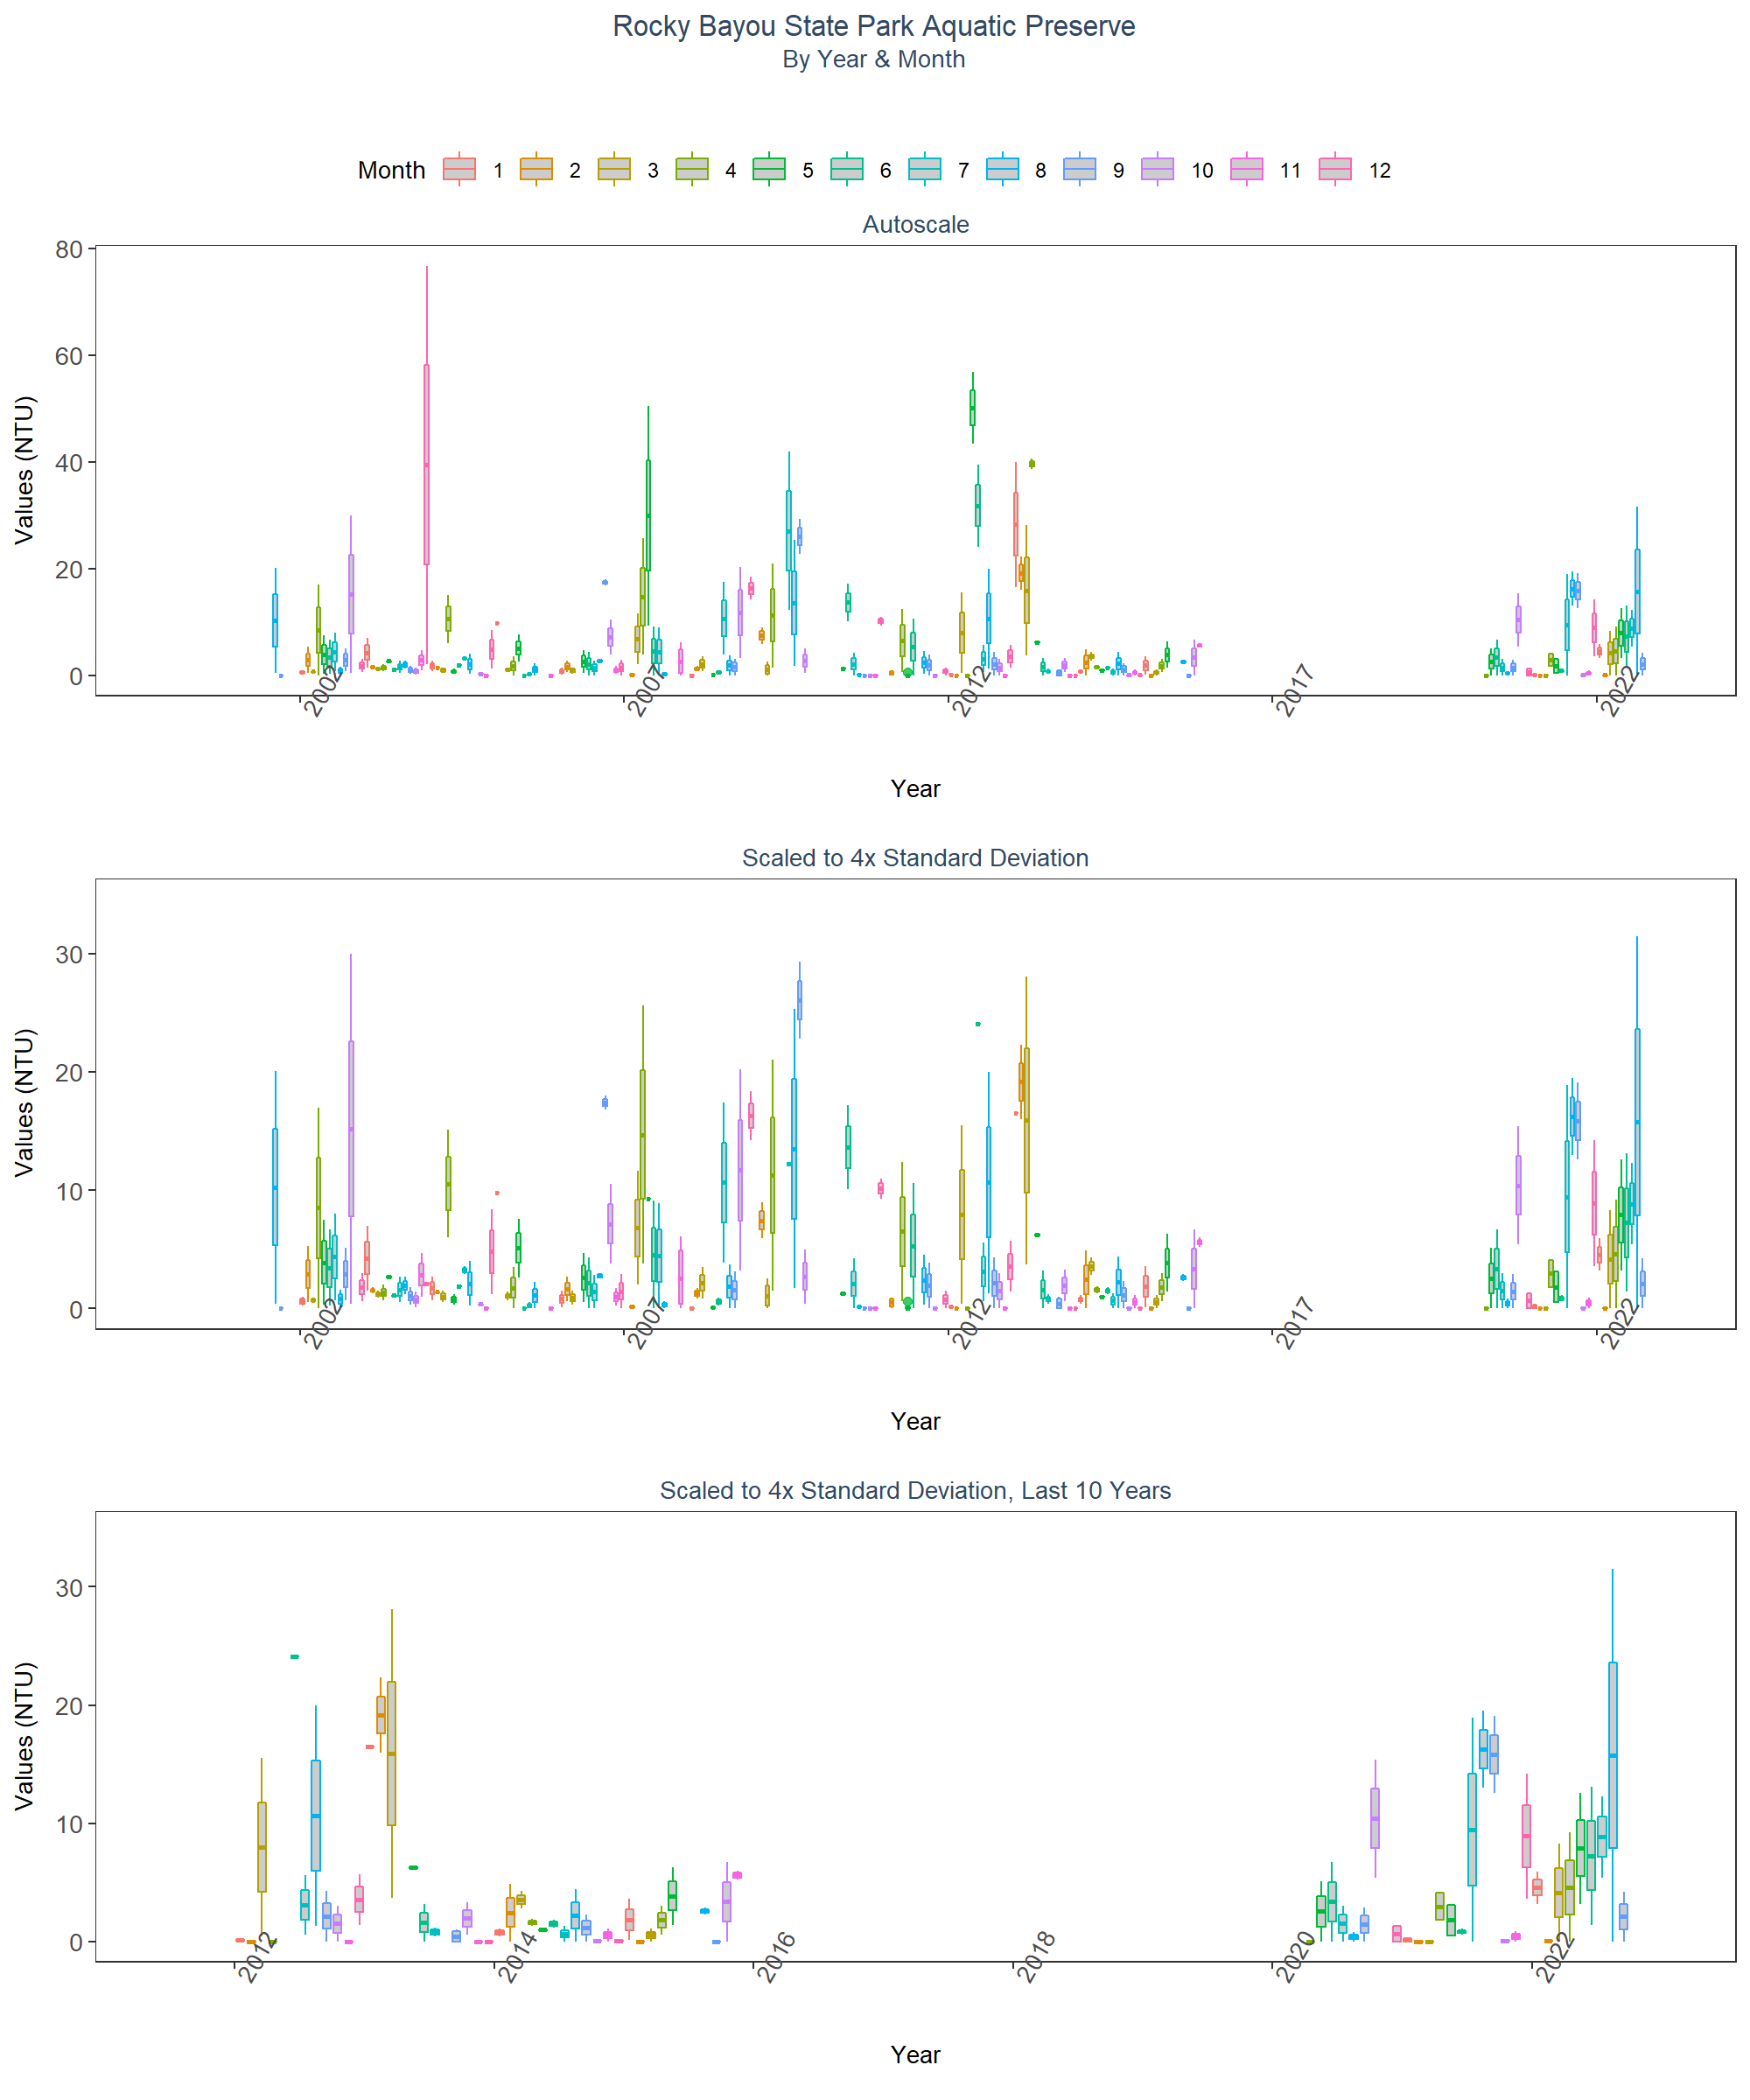 Rocky Bayou State Park Aquatic Preserve
By Year & Month
Month 1 2 3 4 5 6 7 8 9 10 11 12
Autoscale
80
60
40
20
0
Values (NTU)
2002 2007 2012 2017 2022
Year
Scaled to 4x Standard Deviation
30
20
10
0
Values (NTU)
2002 2007 2012 2017 2022
Year
Scaled to 4x Standard Deviation, Last 10 Years
30
20
10
0
Values (NTU)
2012 2014 2016 2018 2020 2022
Year